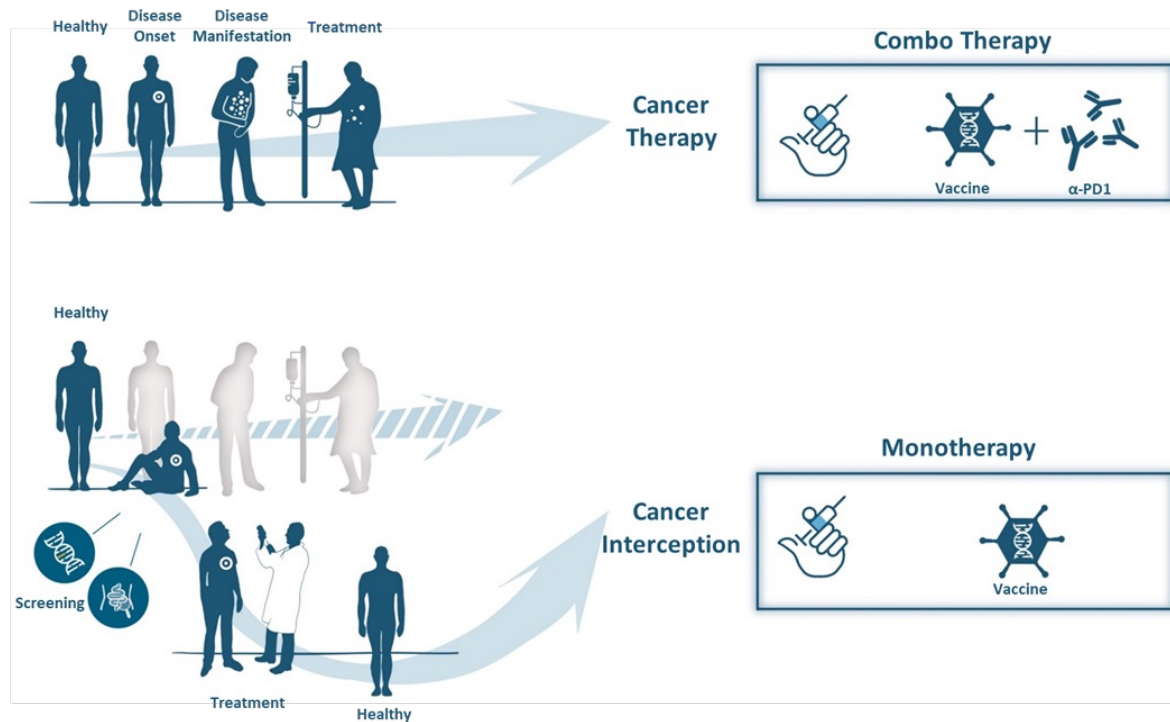 Healthy
Disease
Onset
Disease
Manifestation
Treatment
Cancer
Therapy
Combo Therapy
+
Vaccine
α-PD1
Healthy
Screening
Treatment
Healthy
Cancer
Interception
Monotherapy
Vaccine